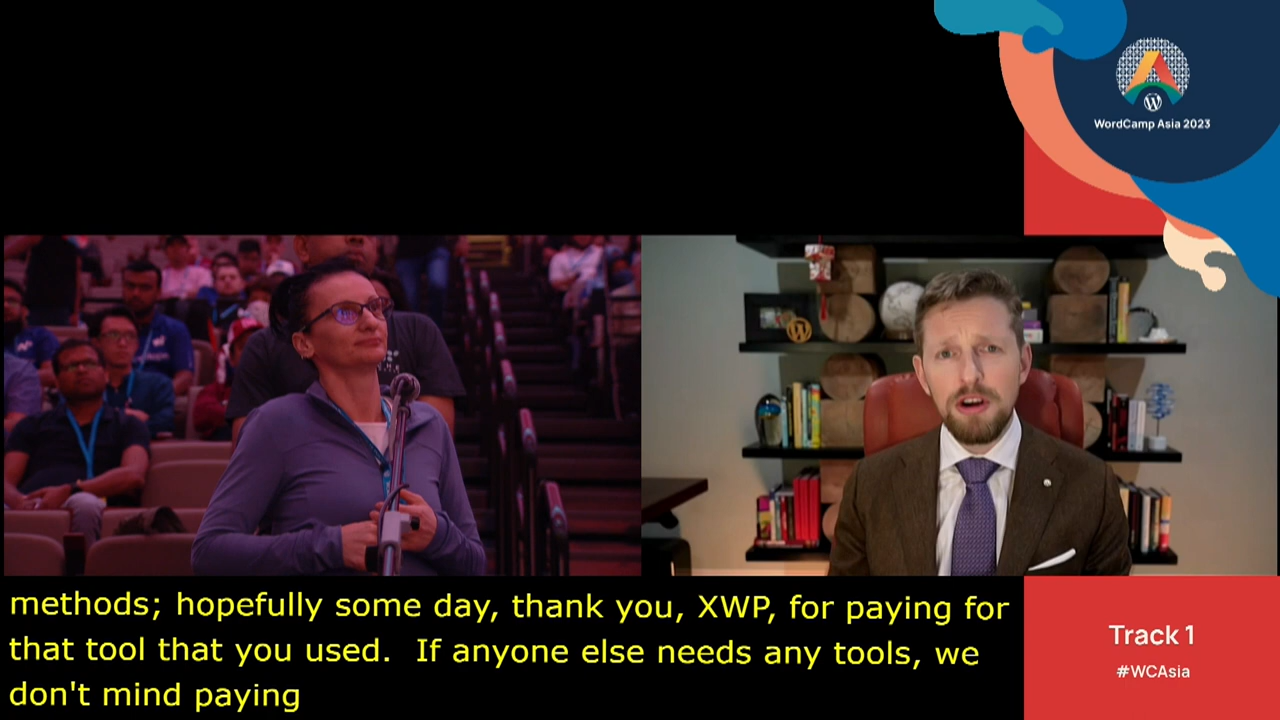 WordCamp Asia 2023
methods; hopefully some day, thank you, XWP, for paying for
that tool that you used.  If anyone else needs any tools, we
don't mind paying
Track 1
#WCAsia